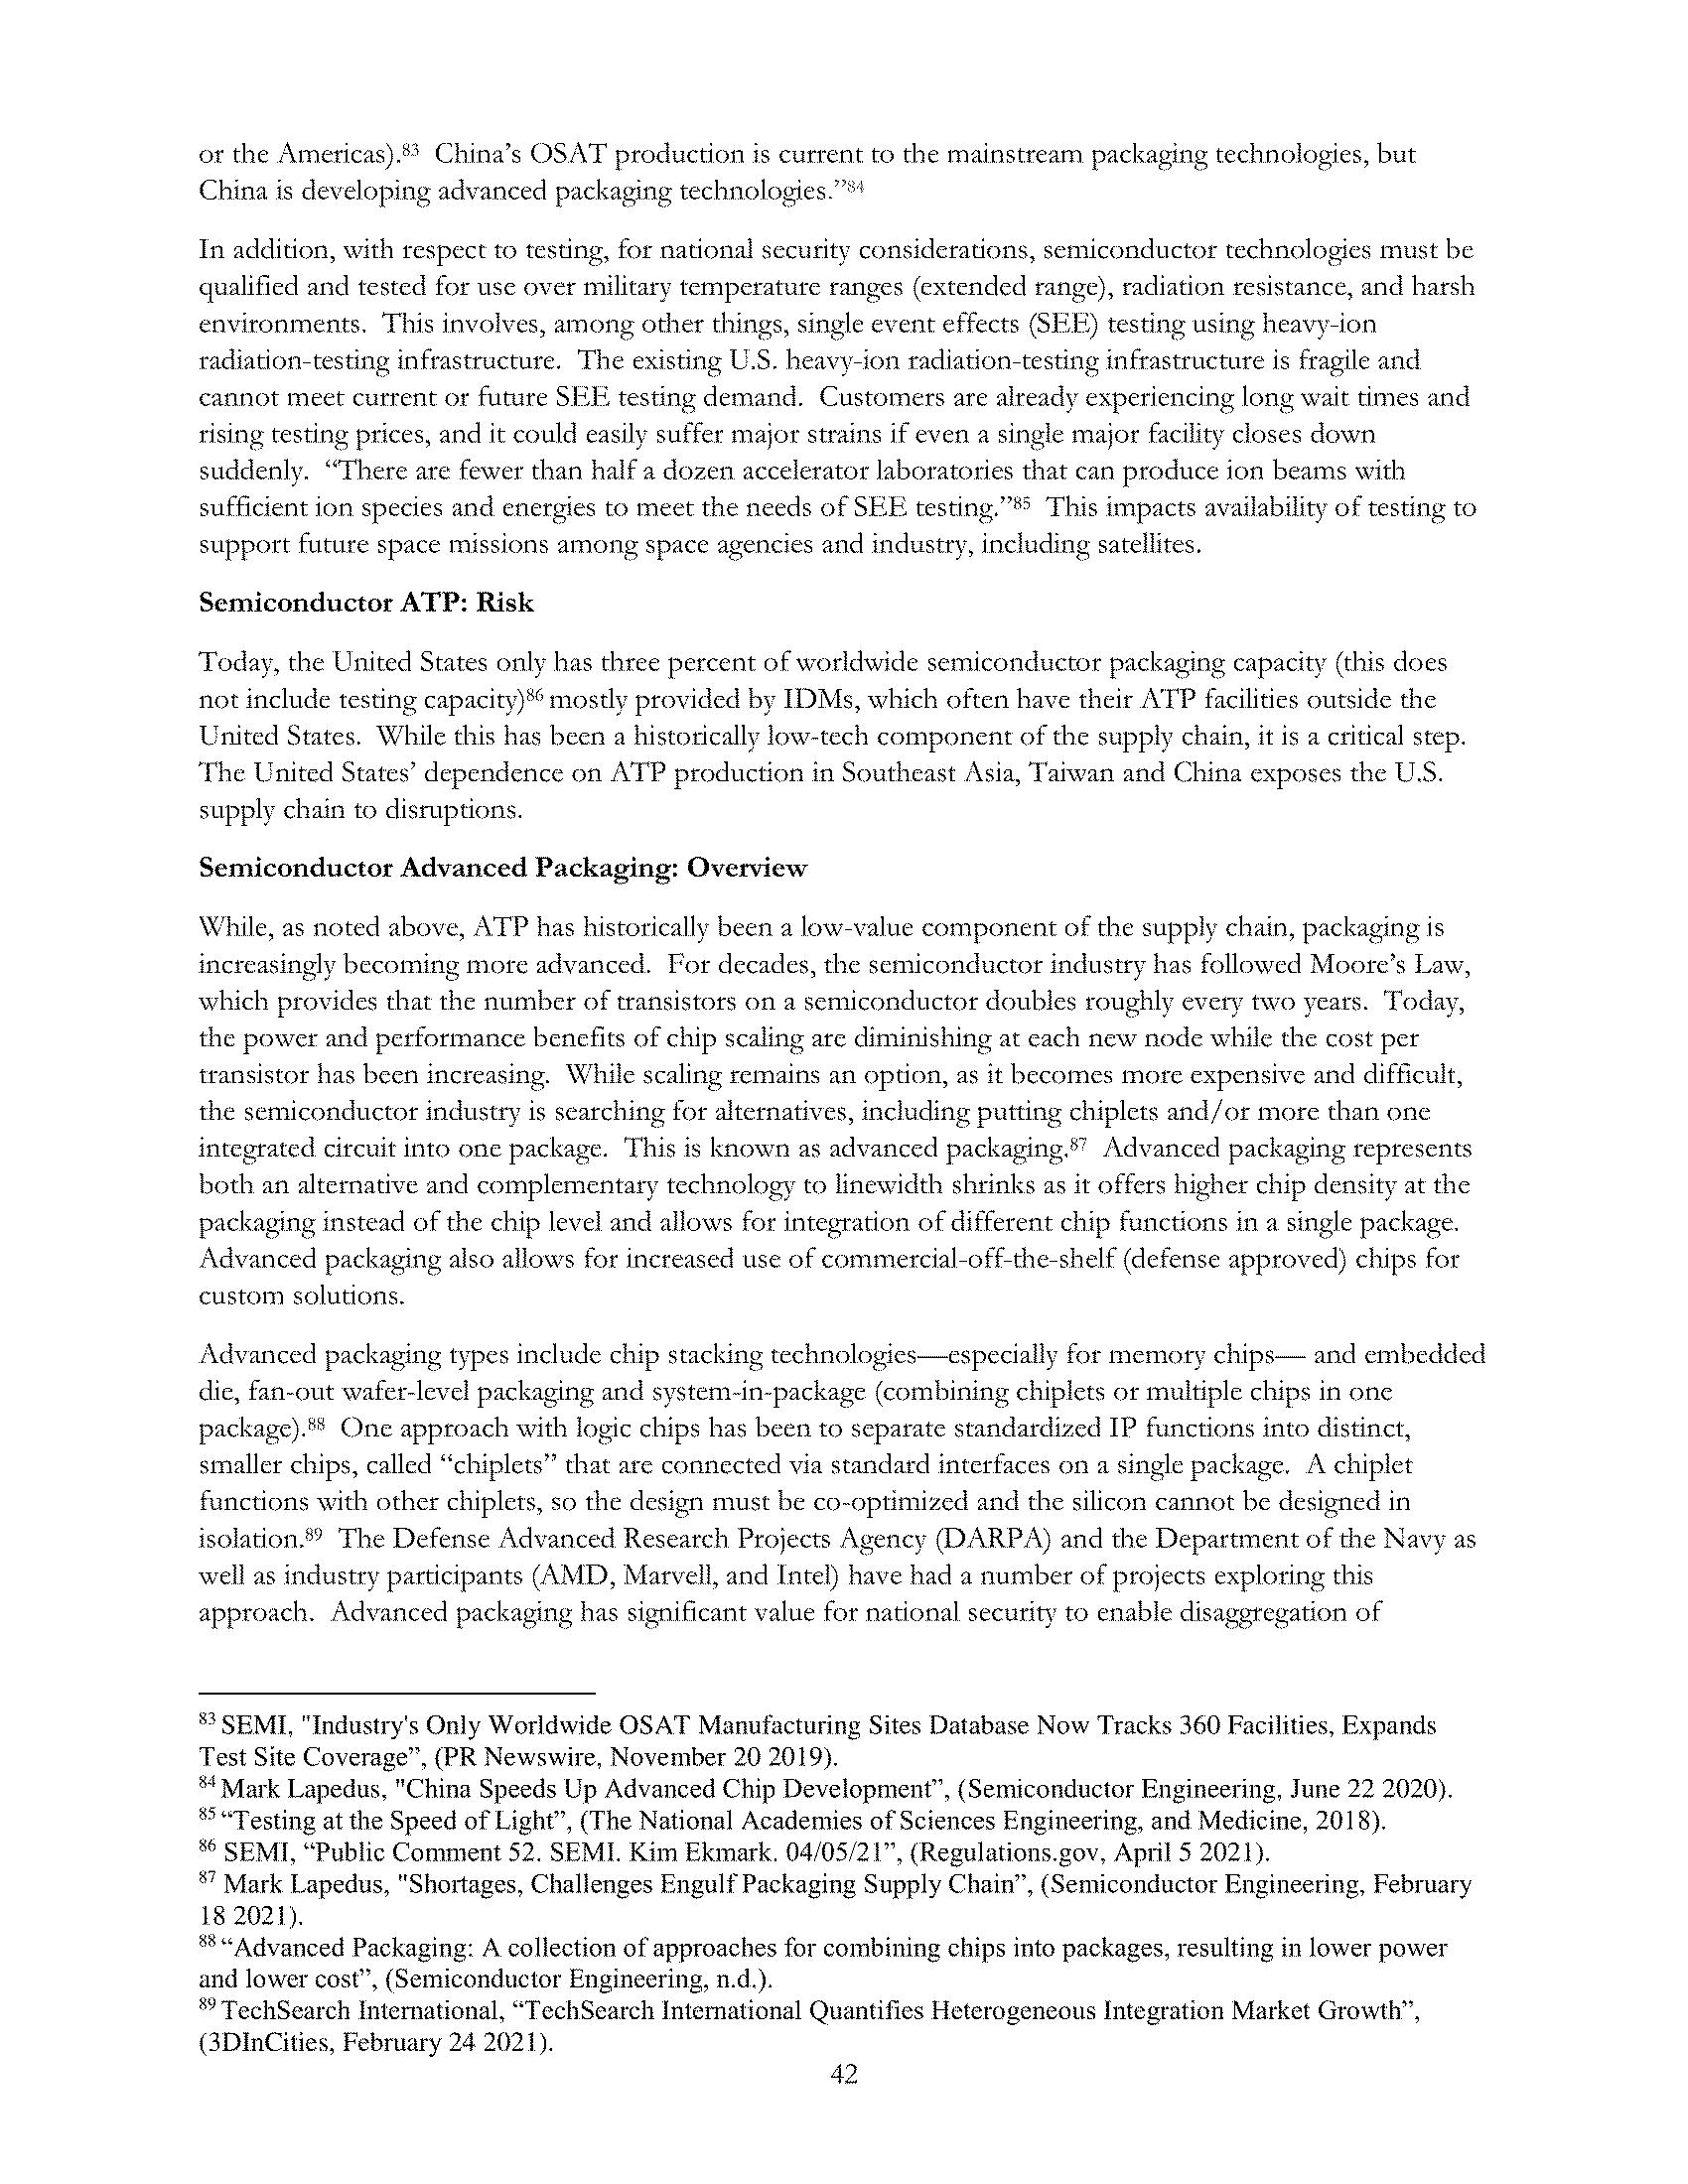 or the Americas).83  China's OSAT production is current to the mainstream packaging technologies, but
China is developing advanced packaging technologies."84
In addition, with respect to testing, for national security considerations, semiconductor technologies must be
qualified and tested for use over military temperature ranges (extended range), radiation resistance, and harsh
environments.  This involves, among other things, single event effects (SEE) testing using heavy-ion
radiation-testing infrastructure.  The existing U.S. heavy-ion radiation-testing infrastructure is fragile and
cannot meet current or future SEE testing demand.  Customers are already experiencing long wait times and
rising testing prices, and it could easily suffer major strains if even a single major facility closes down
suddenly.  “There are fewer than half a dozen accelerator laboratories that can produce ion beams with
sufficient ion species and energies to meet the needs of SEE testing.”85  This impacts availability of testing to
support future space missions among space agencies and industry, including satellites.
Semiconductor ATP: Risk
Today, the United States only has three percent of worldwide semiconductor packaging capacity (this does
not include testing capacity)86 mostly provided by IDMs, which often have their ATP facilities outside the
United States.  While this has been a historically low-tech component of the supply chain, it is a critical step.
The United States’ dependence on ATP production in Southeast Asia, Taiwan and China exposes the U.S.
supply chain to disruptions.
Semiconductor Advanced Packaging: Overview
While, as noted above, ATP has historically been a low-value component of the supply chain, packaging is
increasingly becoming more advanced.  For decades, the semiconductor industry has followed Moore’s Law,
which provides that the number of transistors on a semiconductor doubles roughly every two years.  Today,
the power and performance benefits of chip scaling are diminishing at each new node while the cost per
transistor has been increasing.  While scaling remains an option, as it becomes more expensive and difficult,
the semiconductor industry is searching for alternatives, including putting chiplets and/or more than one
integrated circuit into one package.  This is known as advanced packaging.87  Advanced packaging represents
both an alternative and complementary technology to linewidth shrinks as it offers higher chip density at the
packaging instead of the chip level and allows for integration of different chip functions in a single package.
Advanced packaging also allows for increased use of commercial-off-the-shelf (defense approved) chips for
custom solutions.
Advanced packaging types include chip stacking technologies—especially for memory chips— and embedded
die, fan-out wafer-level packaging and system-in-package (combining chiplets or multiple chips in one
package).88  One approach with logic chips has been to separate standardized IP functions into distinct,
smaller chips, called “chiplets” that are connected via standard interfaces on a single package.  A chiplet
functions with other chiplets, so the design must be co-optimized and the silicon cannot be designed in
isolation.89  The Defense Advanced Research Projects Agency (DARPA) and the Department of the Navy as
well as industry participants (AMD, Marvell, and Intel) have had a number of projects exploring this
approach.  Advanced packaging has significant value for national security to enable disaggregation of
83 SEMI, "Industry's Only Worldwide OSAT Manufacturing Sites Database Now Tracks 360 Facilities, Expands
Test Site Coverage”, (PR Newswire, November 20 2019).
84 Mark Lapedus, "China Speeds Up Advanced Chip Development”, (Semiconductor Engineering, June 22 2020).
85 “Testing at the Speed of Light”, (The National Academies of Sciences Engineering, and Medicine, 2018).
86 SEMI, “Public Comment 52. SEMI. Kim Ekmark. 04/05/21”, (Regulations.gov, April 5 2021).
87 Mark Lapedus, "Shortages, Challenges Engulf Packaging Supply Chain”, (Semiconductor Engineering, February
18 2021).
88 “Advanced Packaging: A collection of approaches for combining chips into packages, resulting in lower power
and lower cost”, (Semiconductor Engineering, n.d.).
89 TechSearch International, “TechSearch International Quantifies Heterogeneous Integration Market Growth”,
(3DInCities, February 24 2021).
42